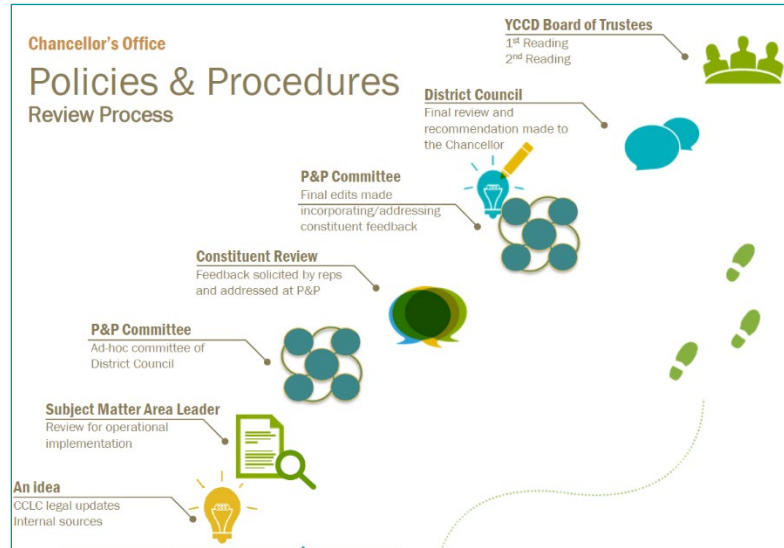 Chancellor's Office
Policies & Procedures
Review Process
YCCD Board of Trustees
1st Reading
2nd Reading
District Council
Final review and
recommendation made to
the Chancellor
P&P Committee
Final edits made
incorporating/addressing
constituent feedback
Constituent Review
Feedback solicited by reps
and addressed at P&P
P&P Committee
Ad-hoc committee of
District Council
Subject Matter Area Leader
Review for operational
implementation
An idea
CCLC legal updates
Internal sources